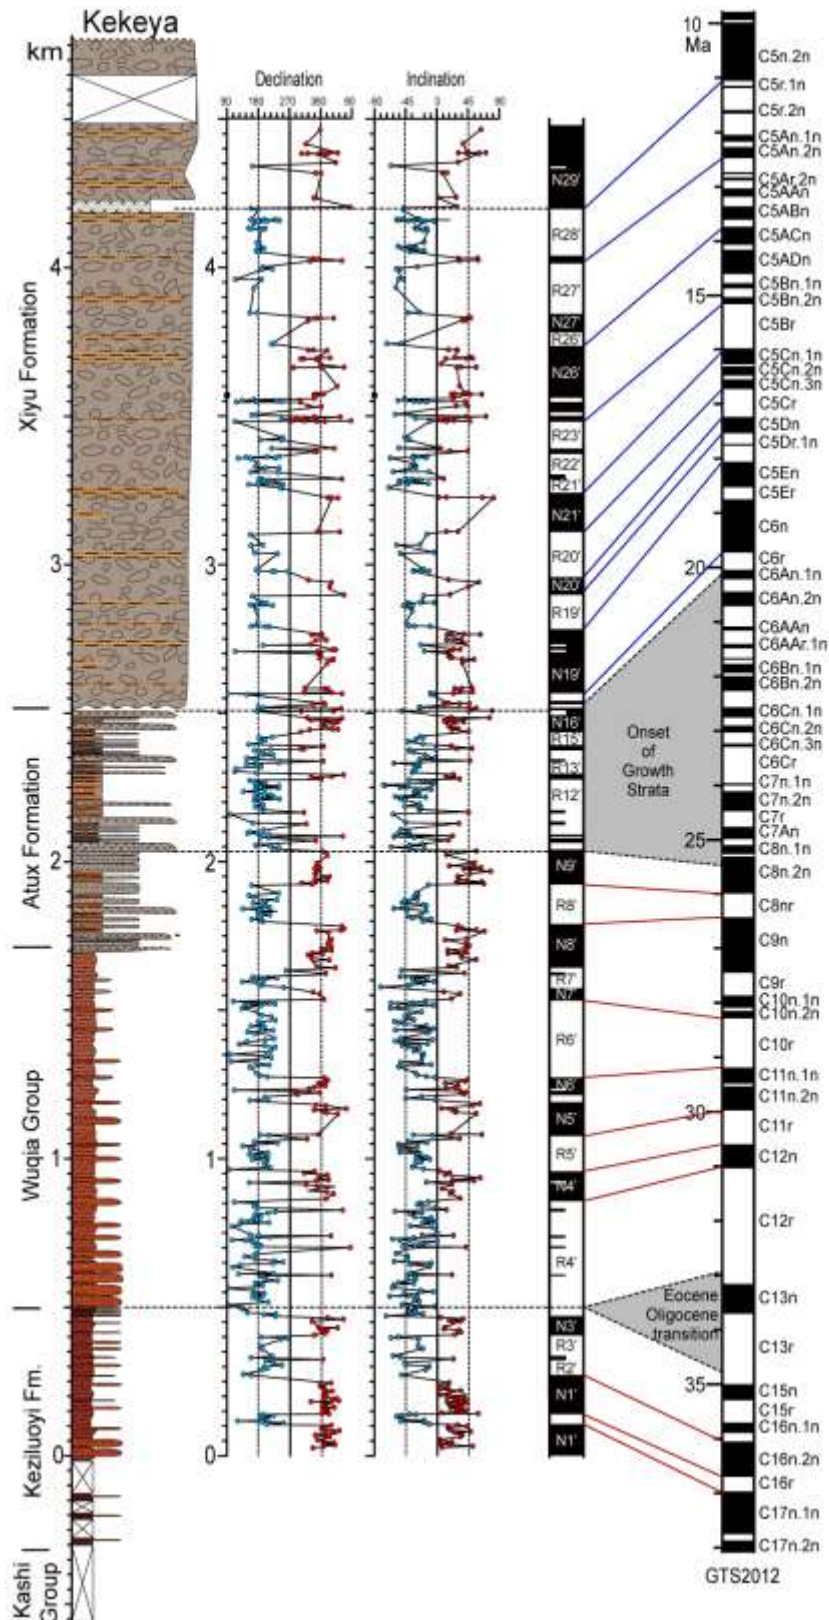 Kekeya
km
4
3
2
1
0
Xiyu Formation
Atux Formation
Wuqia Group
Keziluoyi Fm.
Kashi
Group
Declination
90 180 270 360 90
4
3
2
1
0
Inclination
-90 -45 0 45 90
N29'
R28'
R27'
N27'
R26'
N26'
R23'
R22'
R21'
N21'
R20'
N20'
R19'
N19'
N16'
R15'
R13'
R12'
N9'
R8'
N8'
R7'
N7'
R6'
N6'
N5'
R5'
N4'
R4'
N3'
R3'
R2'
N1'
N1'
Onset
of
Growth
Strata
Eocene
Oligocene
transition
10
Ma
15
20
25
30
35
C5n.2n
C5r.1n
C5r.2n
C5An.1n
C5An.2n
C5Ar.2n
C5AAn
C5ABn
C5ACn
C5ADn
C5Bn.1n
C5Bn.2n
C5Br
C5Cn.1n
C5Cn.2n
C5Cn.3n
C5Cr
C5Dn
C5Dr.1n
C5En
C5Er
C6n
C6r
C6An.1n
C6An.2n
C6AAn
C6AAr.1n
C6Bn.1n
C6Bn.2n
C6Cn.1n
C6Cn.2n
C6Cn.3n
C6Cr
C7n.1n
C7n.2n
C7r
C7An
C8n.1n
C8n.2n
C8nr
C9n
C9r
C10n.1n
C10n.2n
C10r
C11n.1n
C11n.2n
C11r
C12n
C12r
C13n
C13r
C15n
C15r
C16n.1n
C16n.2n
C16r
C17n.1n
C17n.2n
GTS2012